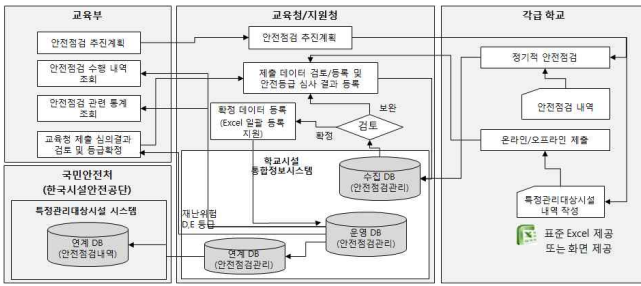 교육부
안전점검 추진계획
안전점검 수행 내역
조회
안전점검 관련 통계
조회
교육청 제출 심의결과
검토 및 등급확정
국민안전처
(한국시설안전공단)
특정관리대상시설 시스템
연계 DB
(안전점검내역)
교육청/지원청
안전점검 추진계획
제출 데이터 검토/등록 및
안전등급 심사 결과 등록
확정 데이터 등록
(Excel 일괄 등록
지원)
확정
검토
보완
학교시설
통합정보시스템
수집 DB
(안전점검관리)
재난위험
D,E 등급
운영 DB
(안전점검관리)
연계 DB
(안전점검관리)
각급 학교
정기적 안전점검
안전점검 내역
온라인/오프라인 제출
특정관리대상시설
내역 작성
표준 Excel 제공
또는 화면 제공